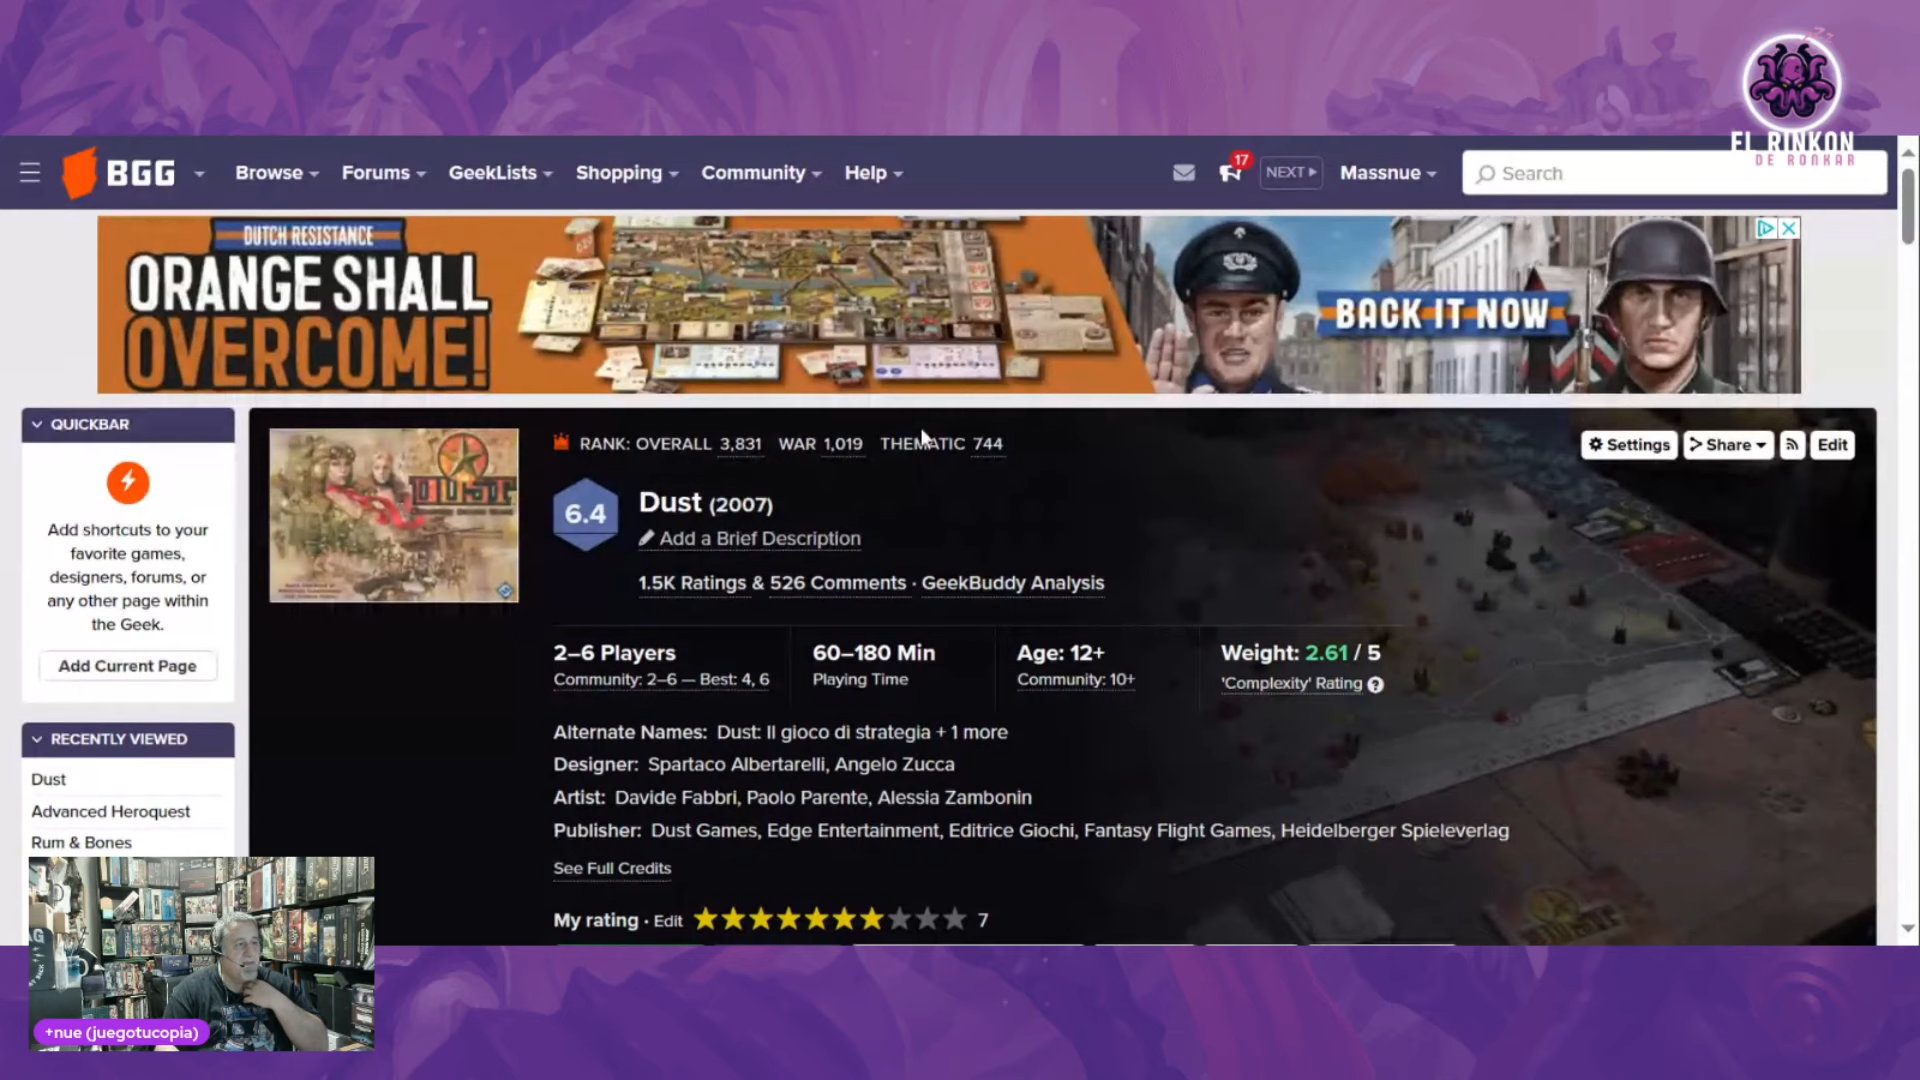 EL RINKON
DE RONKAR
BGG
Browse
Forums
GeekLists
Shopping
Community
Help
17
NEXT
Massnue
Search
DUTCH RESISTANCE
ORANGE SHALL
OVERCOME!
BACK IT NOW
QUICKBAR
Add shortcuts to your
favorite games,
designers, forums, or
any other page within
the Geek.
Add Current Page
RECENTLY VIEWED
Dust
Advanced Heroquest
Rum & Bones
DUST
RANK: OVERALL 3,831 WAR 1,019 THEMATIC 744
Settings
Share
Edit
6.4
Dust (2007)
Add a Brief Description
1.5K Ratings & 526 Comments · GeekBuddy Analysis
2–6 Players
Community: 2–6 — Best: 4, 6
60–180 Min
Playing Time
Age: 12+
Community: 10+
Weight: 2.61 / 5
'Complexity' Rating
Alternate Names: Dust: Il gioco di strategia + 1 more
Designer: Spartaco Albertarelli, Angelo Zucca
Artist: Davide Fabbri, Paolo Parente, Alessia Zambonin
Publisher: Dust Games, Edge Entertainment, Editrice Giochi, Fantasy Flight Games, Heidelberger Spieleverlag
See Full Credits
My rating · Edit
7
+nue (juegotucopia)